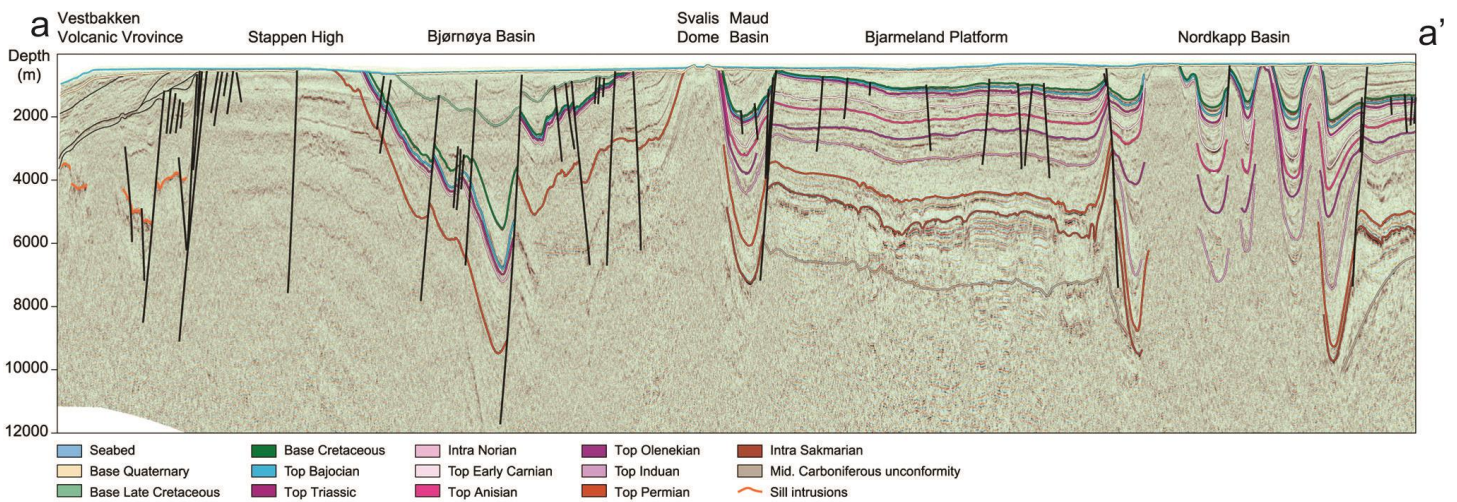 a
a'
Vestbakken
Volcanic Vrovince
Stappen High
Bjørnøya Basin
Svalis
Dome
Maud
Basin
Bjarmeland Platform
Nordkapp Basin
Depth
(m)
2000
4000
6000
8000
10000
12000
Seabed
Base Quaternary
Base Late Cretaceous
Base Cretaceous
Top Bajocian
Top Triassic
Intra Norian
Top Early Carnian
Top Anisian
Top Olenekian
Top Induan
Top Permian
Intra Sakmarian
Mid. Carboniferous unconformity
Sill intrusions